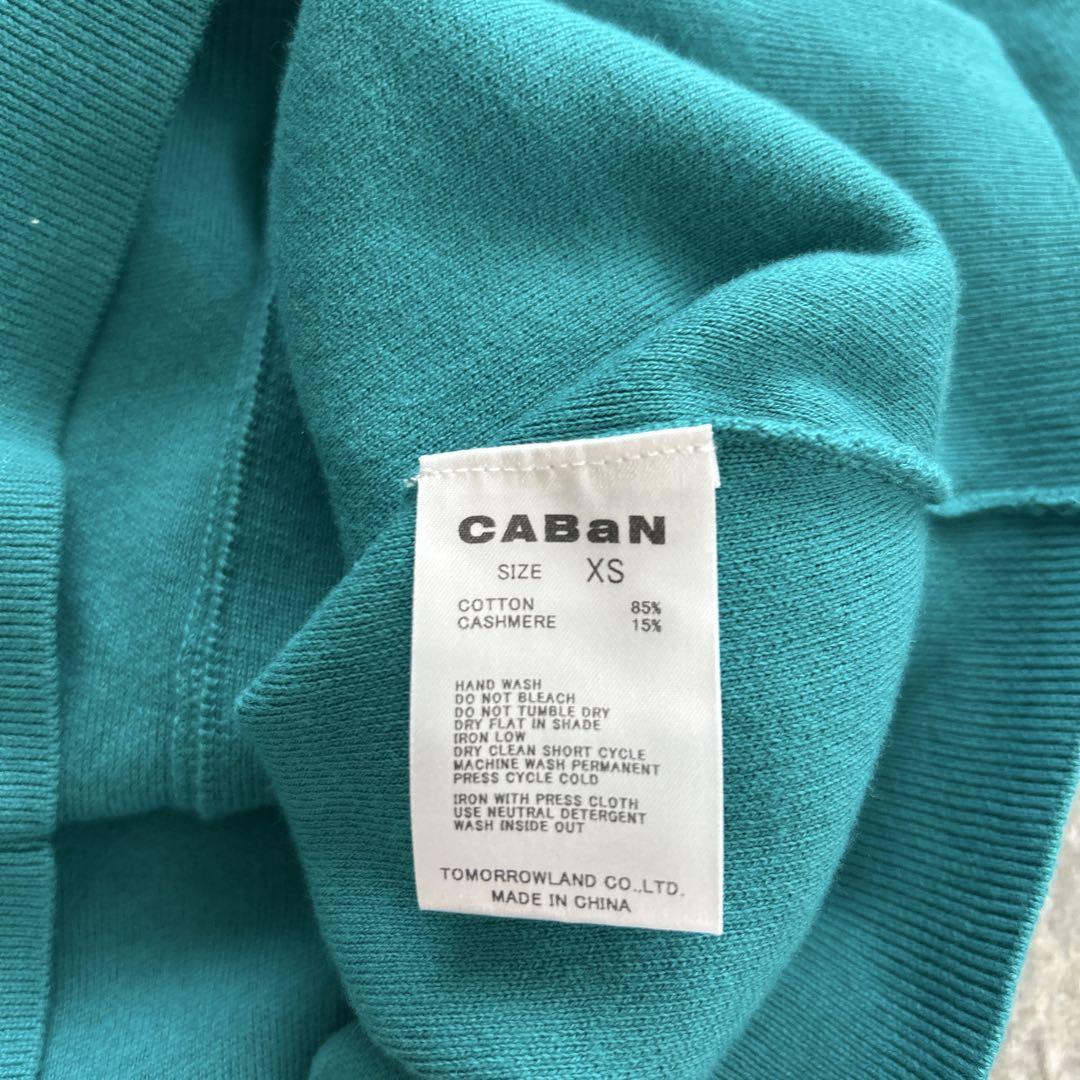 CABaN
SIZE XS
COTTON 85%
CASHMERE 15%
HAND WASH
DO NOT BLEACH
DO NOT TUMBLE DRY
DRY FLAT IN SHADE
IRON LOW
DRY CLEAN SHORT CYCLE
MACHINE WASH PERMANENT
PRESS CYCLE COLD
IRON WITH PRESS CLOTH
USE NEUTRAL DETERGENT
WASH INSIDE OUT
TOMORROWLAND CO.,LTD.
MADE IN CHINA